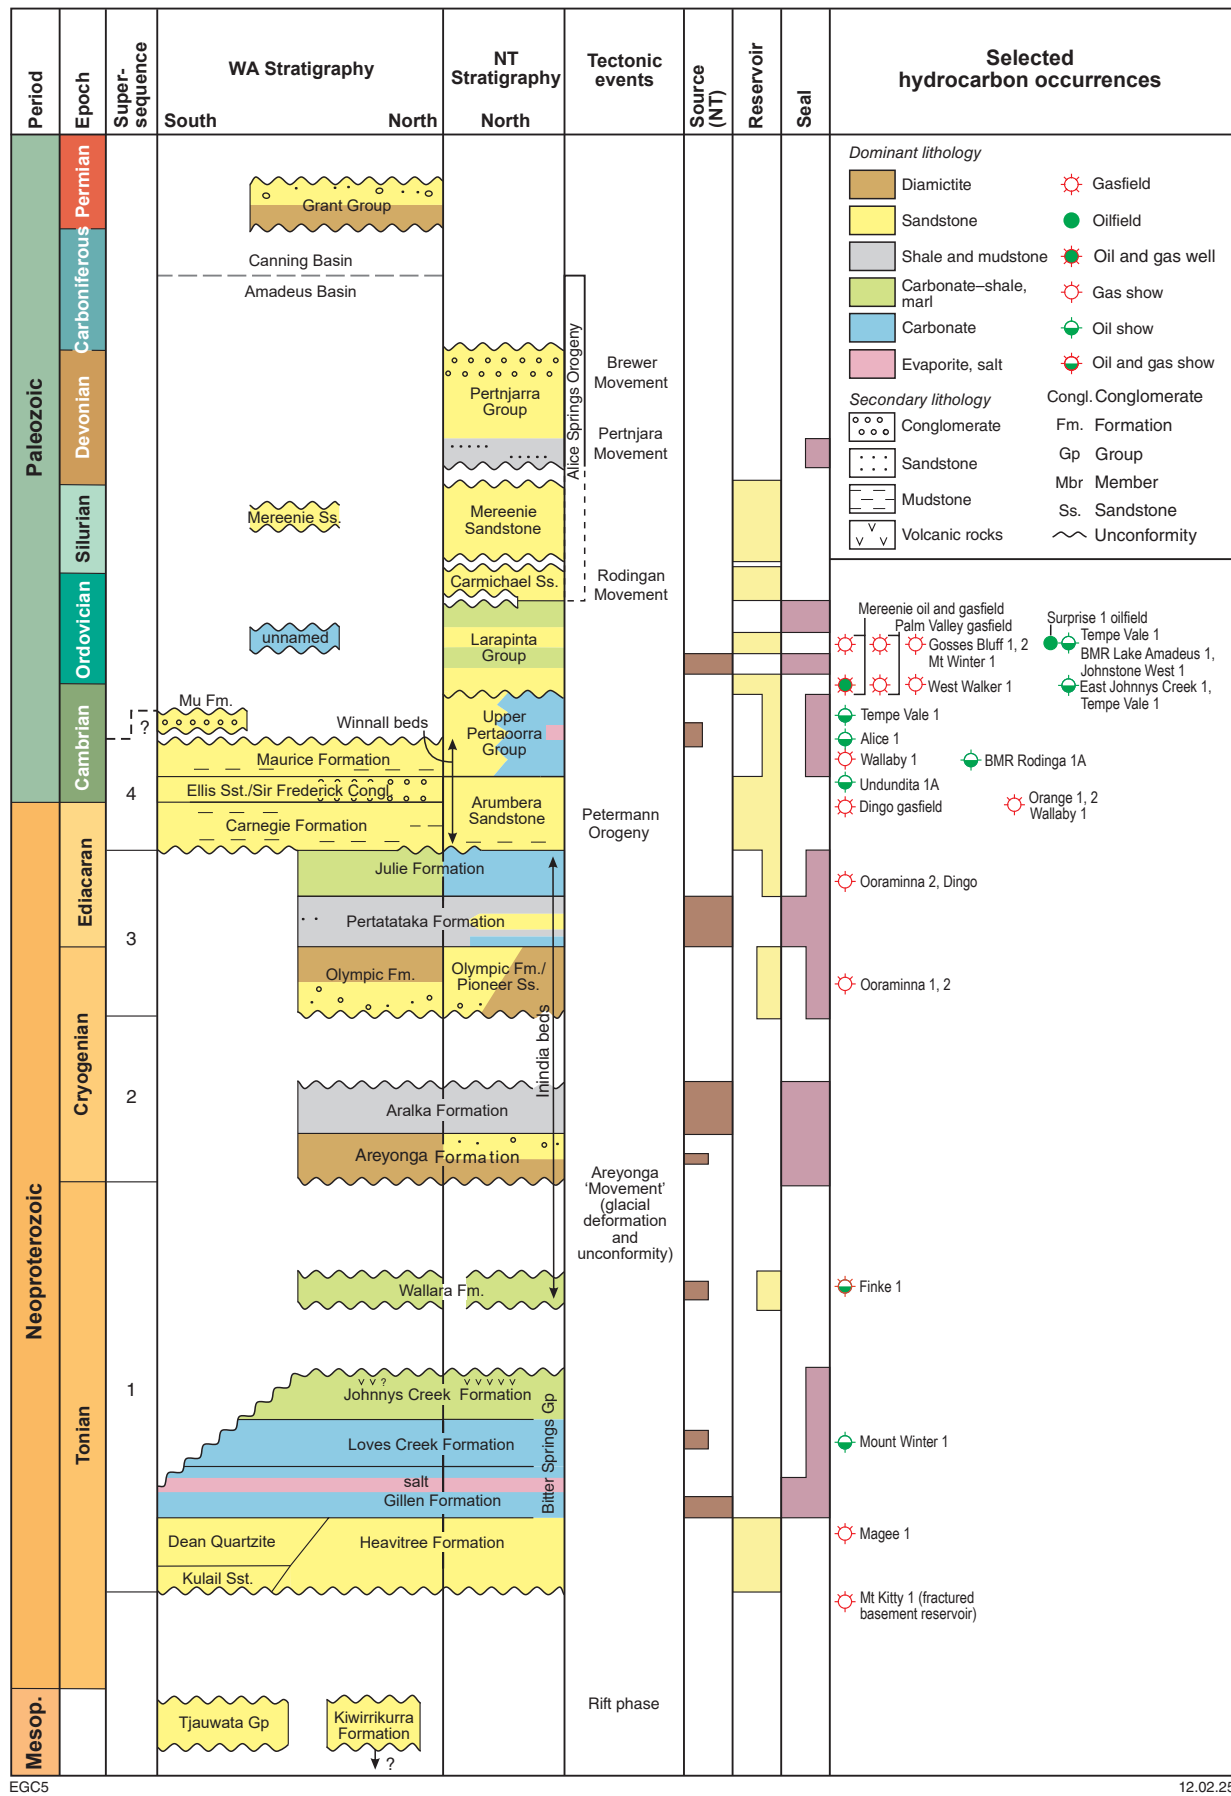 Period
Epoch
Super-
sequence
WA Stratigraphy
South
North
NT
Stratigraphy
North
Tectonic
events
Source
(NT)
Reservoir
Seal
Selected
hydrocarbon occurrences
Paleozoic
Neoproterozoic
Mesop.
Permian
Carboniferous
Devonian
Silurian
Ordovician
Cambrian
Ediacaran
Cryogenian
Tonian
?
4
3
2
1
Grant Group
Canning Basin
Amadeus Basin
Pertnjarra
Group
Mereenie Ss.
Mereenie
Sandstone
Carmichael Ss.
unnamed
Larapinta
Group
Mu Fm.
Winnall beds
Upper
Pertaoorra
Group
Maurice Formation
Ellis Sst./Sir Frederick Congl.
Carnegie Formation
Arumbera
Sandstone
Julie Formation
Pertatataka Formation
Olympic Fm.
Olympic Fm./
Pioneer Ss.
Inindia beds
Aralka Formation
Areyonga Formation
Wallara Fm.
?
Johnnys Creek Formation
Loves Creek Formation
salt
Gillen Formation
Bitter Springs Gp
Dean Quartzite
Heavitree Formation
Kulail Sst.
Tjauwata Gp
Kiwirrikurra
Formation
?
Alice Springs Orogeny
Brewer
Movement
Pertnjara
Movement
Rodingan
Movement
Petermann
Orogeny
Areyonga
‘Movement’
(glacial
deformation
and
unconformity)
Rift phase
Dominant lithology
Diamictite
Sandstone
Shale and mudstone
Carbonate–shale,
marl
Carbonate
Evaporite, salt
Secondary lithology
Conglomerate
Sandstone
Mudstone
Volcanic rocks
Gasfield
Oilfield
Oil and gas well
Gas show
Oil show
Oil and gas show
Congl. Conglomerate
Fm. Formation
Gp Group
Mbr Member
Ss. Sandstone
Unconformity
Mereenie oil and gasfield
Palm Valley gasfield
Gosses Bluff 1, 2
Mt Winter 1
West Walker 1
Surprise 1 oilfield
Tempe Vale 1
BMR Lake Amadeus 1,
Johnstone West 1
East Johnnys Creek 1,
Tempe Vale 1
Tempe Vale 1
Alice 1
Wallaby 1
BMR Rodinga 1A
Undundita 1A
Dingo gasfield
Orange 1, 2
Wallaby 1
Ooraminna 2, Dingo
Ooraminna 1, 2
Finke 1
Mount Winter 1
Magee 1
Mt Kitty 1 (fractured
basement reservoir)
EGC5
12.02.25